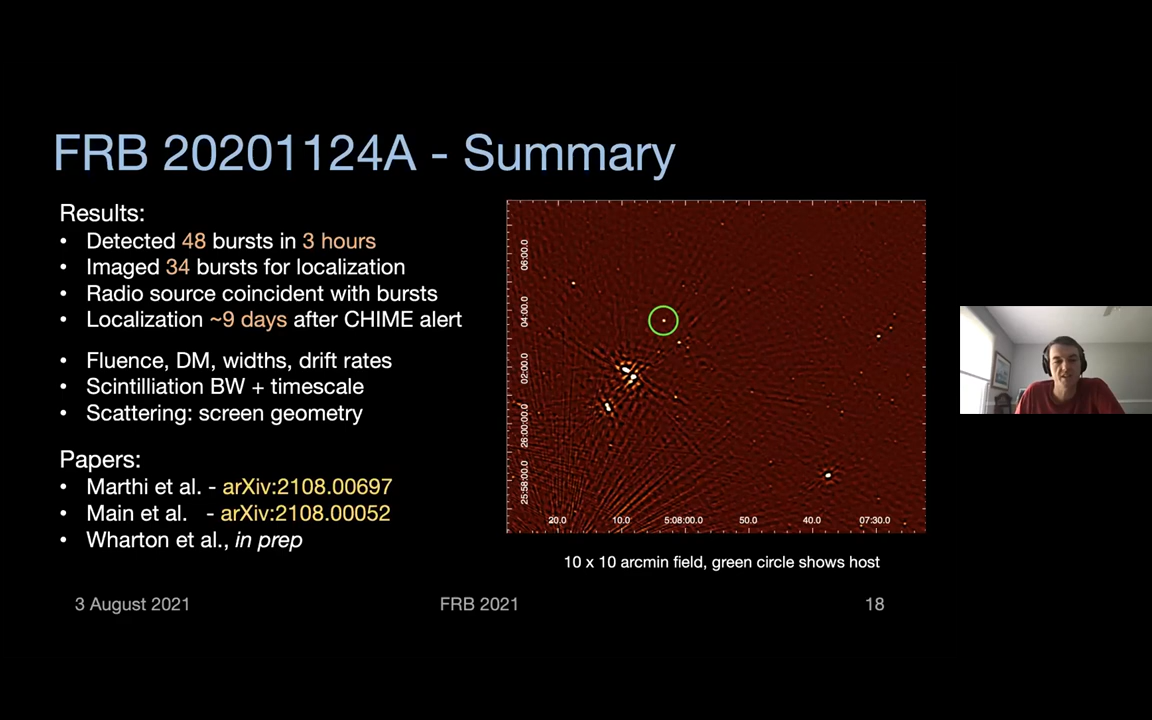 FRB 20201124A - Summary
Results:
• Detected 48 bursts in 3 hours
• Imaged 34 bursts for localization
• Radio source coincident with bursts
• Localization ~9 days after CHIME alert
• Fluence, DM, widths, drift rates
• Scintilliation BW + timescale
• Scattering: screen geometry
Papers:
• Marthi et al. - arXiv:2108.00697
• Main et al. - arXiv:2108.00052
• Wharton et al., in prep
06:00.0
04:00.0
02:00.0
26:00:00.0
25:58:00.0
20.0 10.0 5:08:00.0 50.0 40.0 07:30.0
10 x 10 arcmin field, green circle shows host
3 August 2021 FRB 2021 18